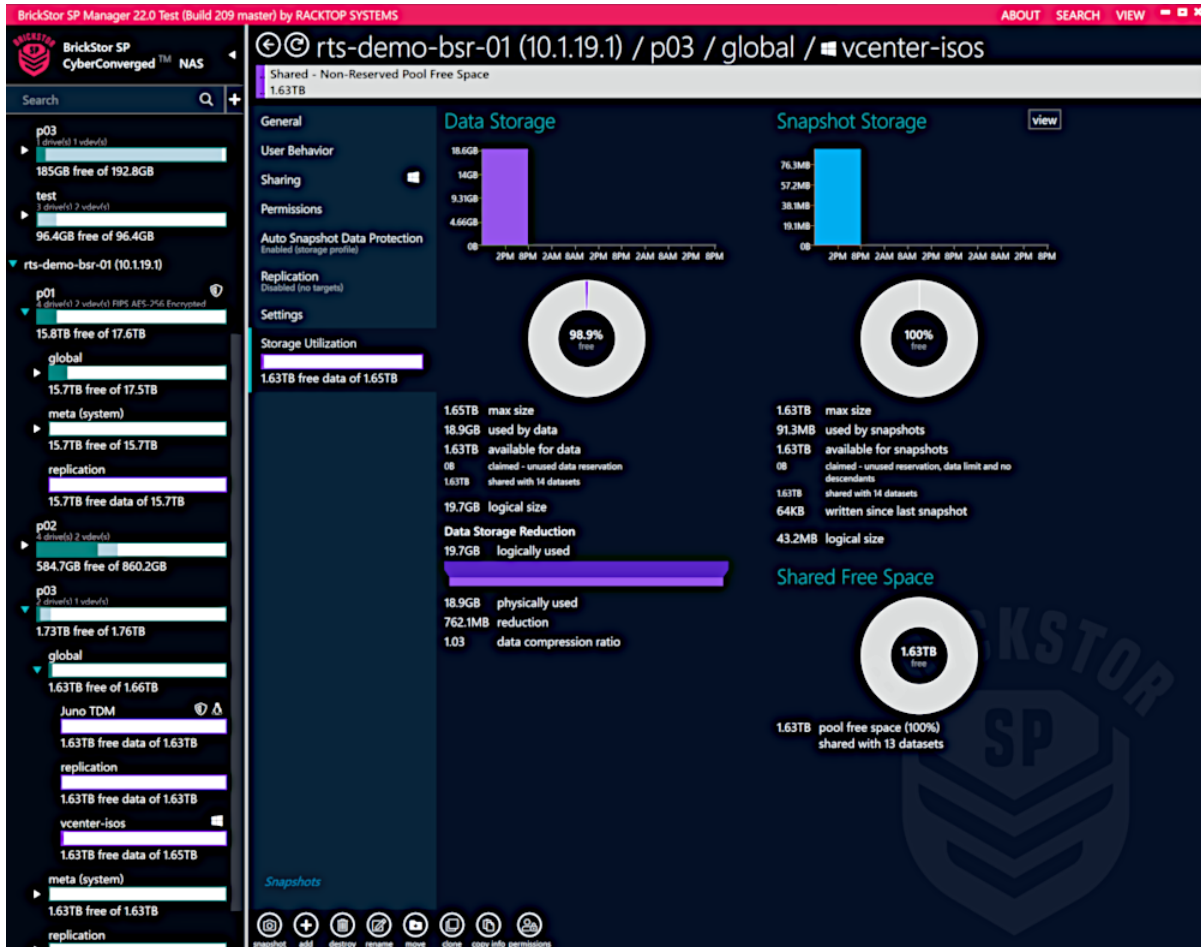 BrickStor SP Manager 22.0 Test (Build 209 master) by RACKTOP SYSTEMS
ABOUT SEARCH VIEW
BRICKSTOR
SP
BrickStor SP
CyberConverged TM NAS
rts-demo-bsr-01 (10.1.19.1) / p03 / global / vcenter-isos
Shared - Non-Reserved Pool Free Space
1.63TB
Search
p03
1 drive(s) 1 vdev(s)
185GB free of 192.8GB
test
3 drive(s) 2 vdev(s)
96.4GB free of 96.4GB
rts-demo-bsr-01 (10.1.19.1)
p01
4 drive(s) 2 vdev(s) FIPS AES-256 Encrypted
15.8TB free of 17.6TB
global
15.7TB free of 17.5TB
meta (system)
15.7TB free of 15.7TB
replication
15.7TB free data of 15.7TB
p02
4 drive(s) 2 vdev(s)
584.7GB free of 860.2GB
p03
2 drive(s) 1 vdev(s)
1.73TB free of 1.76TB
global
1.63TB free of 1.66TB
Juno TDM
1.63TB free data of 1.63TB
replication
1.63TB free data of 1.63TB
vcenter-isos
1.63TB free data of 1.65TB
meta (system)
1.63TB free of 1.63TB
replication
General
User Behavior
Sharing
Permissions
Auto Snapshot Data Protection
Enabled (storage profile)
Replication
Disabled (no targets)
Settings
Storage Utilization
1.63TB free data of 1.65TB
Snapshots
Data Storage
18.6GB
14GB
9.31GB
4.66GB
0B
2PM 8PM 2AM 8AM 2PM 8PM 2AM 8AM 2PM 8PM
98.9%
free
1.65TB max size
18.9GB used by data
1.63TB available for data
0B claimed - unused data reservation
1.63TB shared with 14 datasets
19.7GB logical size
Data Storage Reduction
19.7GB logically used
18.9GB physically used
762.1MB reduction
1.03 data compression ratio
Snapshot Storage
view
76.3MB
57.2MB
38.1MB
19.1MB
0B
2PM 8PM 2AM 8AM 2PM 8PM 2AM 8AM 2PM 8PM
100%
free
1.63TB max size
91.3MB used by snapshots
1.63TB available for snapshots
0B claimed - unused reservation, data limit and no
descendants
1.63TB shared with 14 datasets
64KB written since last snapshot
43.2MB logical size
Shared Free Space
1.63TB
free
1.63TB pool free space (100%)
shared with 13 datasets
SP
snapshot add destroy rename move clone copy info permissions